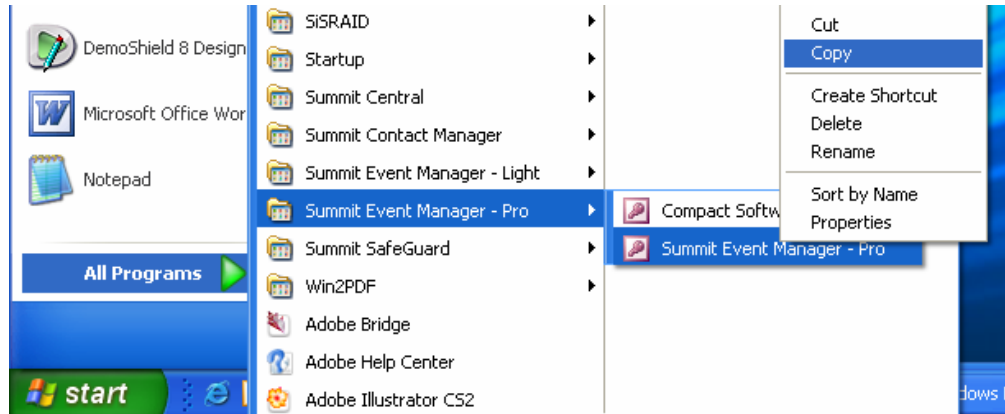 DemoShield 8 Design
Microsoft Office Wor
Notepad
All Programs
start
SiSRAID
Startup
Summit Central
Summit Contact Manager
Summit Event Manager - Light
Summit Event Manager - Pro
Summit SafeGuard
Win2PDF
Adobe Bridge
Adobe Help Center
Adobe Illustrator CS2
Compact Softw
Summit Event Manager - Pro
Cut
Copy
Create Shortcut
Delete
Rename
Sort by Name
Properties
dows